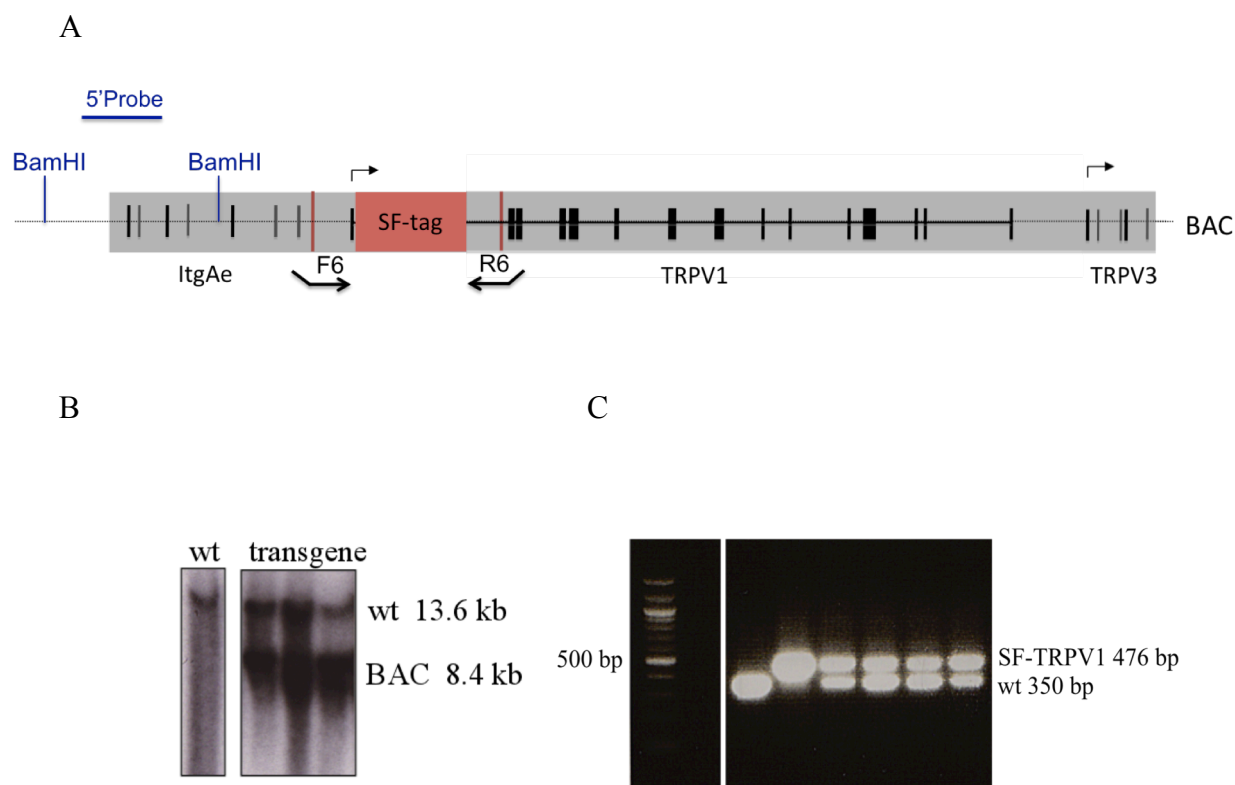 A
5'Probe
BamHI BamHI
SF-tag
BAC
ItgAe F6 R6 TRPV1 TRPV3
B C
wt transgene
wt 13.6 kb
BAC 8.4 kb
500 bp
SF-TRPV1 476 bp
wt 350 bp